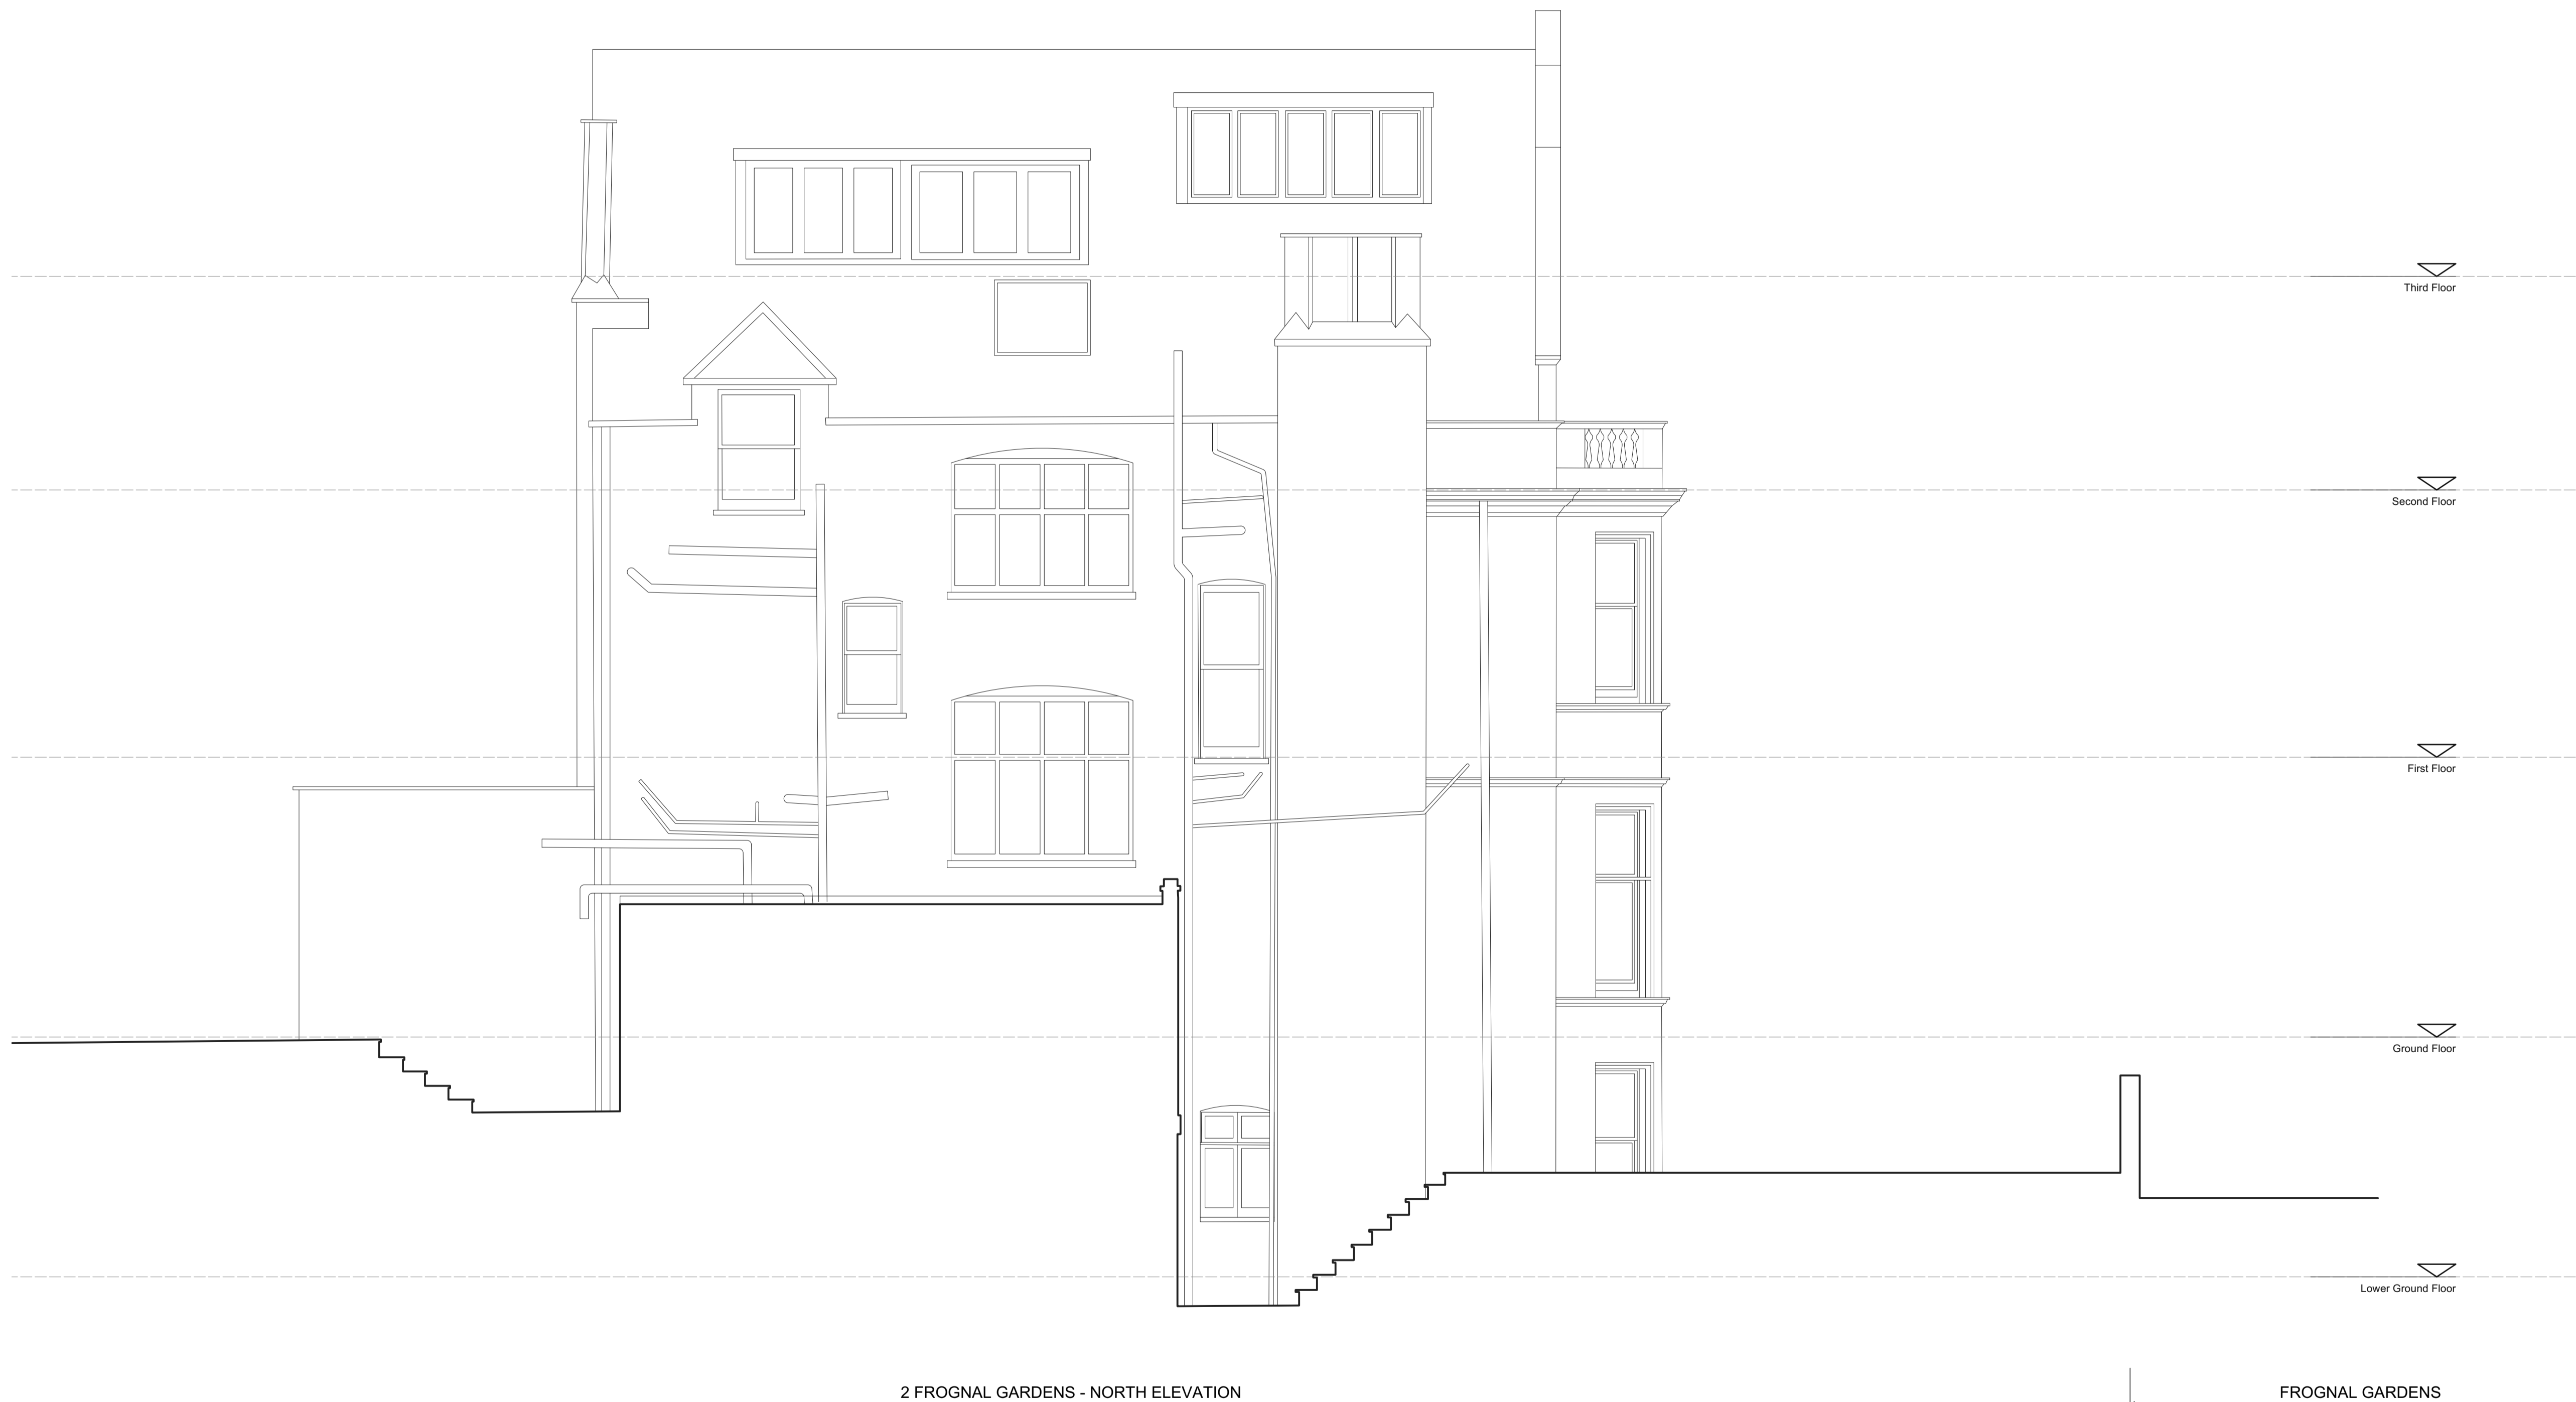 Third Floor
Second Floor
First Floor
Ground Floor
Lower Ground Floor
2 FROGNAL GARDENS - NORTH ELEVATION
FROGNAL GARDENS